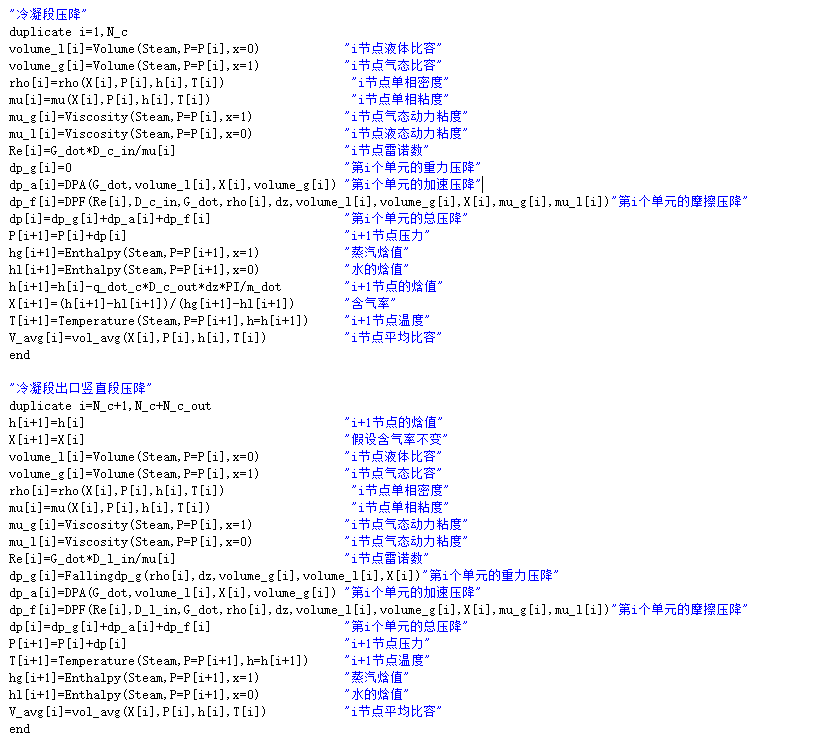 "冷凝段压降"
duplicate i=1,N_c
volume_l[i]=Volume(Steam,P=P[i],x=0) "i节点液体比容"
volume_g[i]=Volume(Steam,P=P[i],x=1) "i节点气态比容"
rho[i]=rho(X[i],P[i],h[i],T[i]) "i节点单相密度"
mu[i]=mu(X[i],P[i],h[i],T[i]) "i节点单相粘度"
mu_g[i]=Viscosity(Steam,P=P[i],x=1) "i节点气态动力粘度"
mu_l[i]=Viscosity(Steam,P=P[i],x=0) "i节点液态动力粘度"
Re[i]=G_dot*D_c_in/mu[i] "i节点雷诺数"
dp_g[i]=0 "第i个单元的重力压降"
dp_a[i]=DPA(G_dot,volume_l[i],X[i],volume_g[i]) "第i个单元的加速压降"
dp_f[i]=DPF(Re[i],D_c_in,G_dot,rho[i],dz,volume_l[i],volume_g[i],X[i],mu_g[i],mu_l[i])"第i个单元的摩擦压降"
dp[i]=dp_g[i]+dp_a[i]+dp_f[i] "第i个单元的总压降"
P[i+1]=P[i]+dp[i] "i+1节点压力"
hg[i+1]=Enthalpy(Steam,P=P[i+1],x=1) "蒸汽焓值"
hl[i+1]=Enthalpy(Steam,P=P[i+1],x=0) "水的焓值"
h[i+1]=h[i]-q_dot_c*D_c_out*dz*PI/m_dot "i+1节点的焓值"
X[i+1]=(h[i+1]-hl[i+1])/(hg[i+1]-hl[i+1]) "含气率"
T[i+1]=Temperature(Steam,P=P[i+1],h=h[i+1]) "i+1节点温度"
V_avg[i]=vol_avg(X[i],P[i],h[i],T[i]) "i节点平均比容"
end
"冷凝段出口竖直段压降"
duplicate i=N_c+1,N_c+N_c_out
h[i+1]=h[i] "i+1节点的焓值"
X[i+1]=X[i] "假设含气率不变"
volume_l[i]=Volume(Steam,P=P[i],x=0) "i节点液体比容"
volume_g[i]=Volume(Steam,P=P[i],x=1) "i节点气态比容"
rho[i]=rho(X[i],P[i],h[i],T[i]) "i节点单相密度"
mu[i]=mu(X[i],P[i],h[i],T[i]) "i节点单相粘度"
mu_g[i]=Viscosity(Steam,P=P[i],x=1) "i节点气态动力粘度"
mu_l[i]=Viscosity(Steam,P=P[i],x=0) "i节点气态动力粘度"
Re[i]=G_dot*D_l_in/mu[i] "i节点雷诺数"
dp_g[i]=Fallingdp_g(rho[i],dz,volume_g[i],volume_l[i],X[i])"第i个单元的重力压降"
dp_a[i]=DPA(G_dot,volume_l[i],X[i],volume_g[i]) "第i个单元的加速压降"
dp_f[i]=DPF(Re[i],D_l_in,G_dot,rho[i],dz,volume_l[i],volume_g[i],X[i],mu_g[i],mu_l[i])"第i个单元的摩擦压降"
dp[i]=dp_g[i]+dp_a[i]+dp_f[i] "第i个单元的总压降"
P[i+1]=P[i]+dp[i] "i+1节点压力"
T[i+1]=Temperature(Steam,P=P[i+1],h=h[i+1]) "i+1节点温度"
hg[i+1]=Enthalpy(Steam,P=P[i+1],x=1) "蒸汽焓值"
hl[i+1]=Enthalpy(Steam,P=P[i+1],x=0) "水的焓值"
V_avg[i]=vol_avg(X[i],P[i],h[i],T[i]) "i节点平均比容"
end